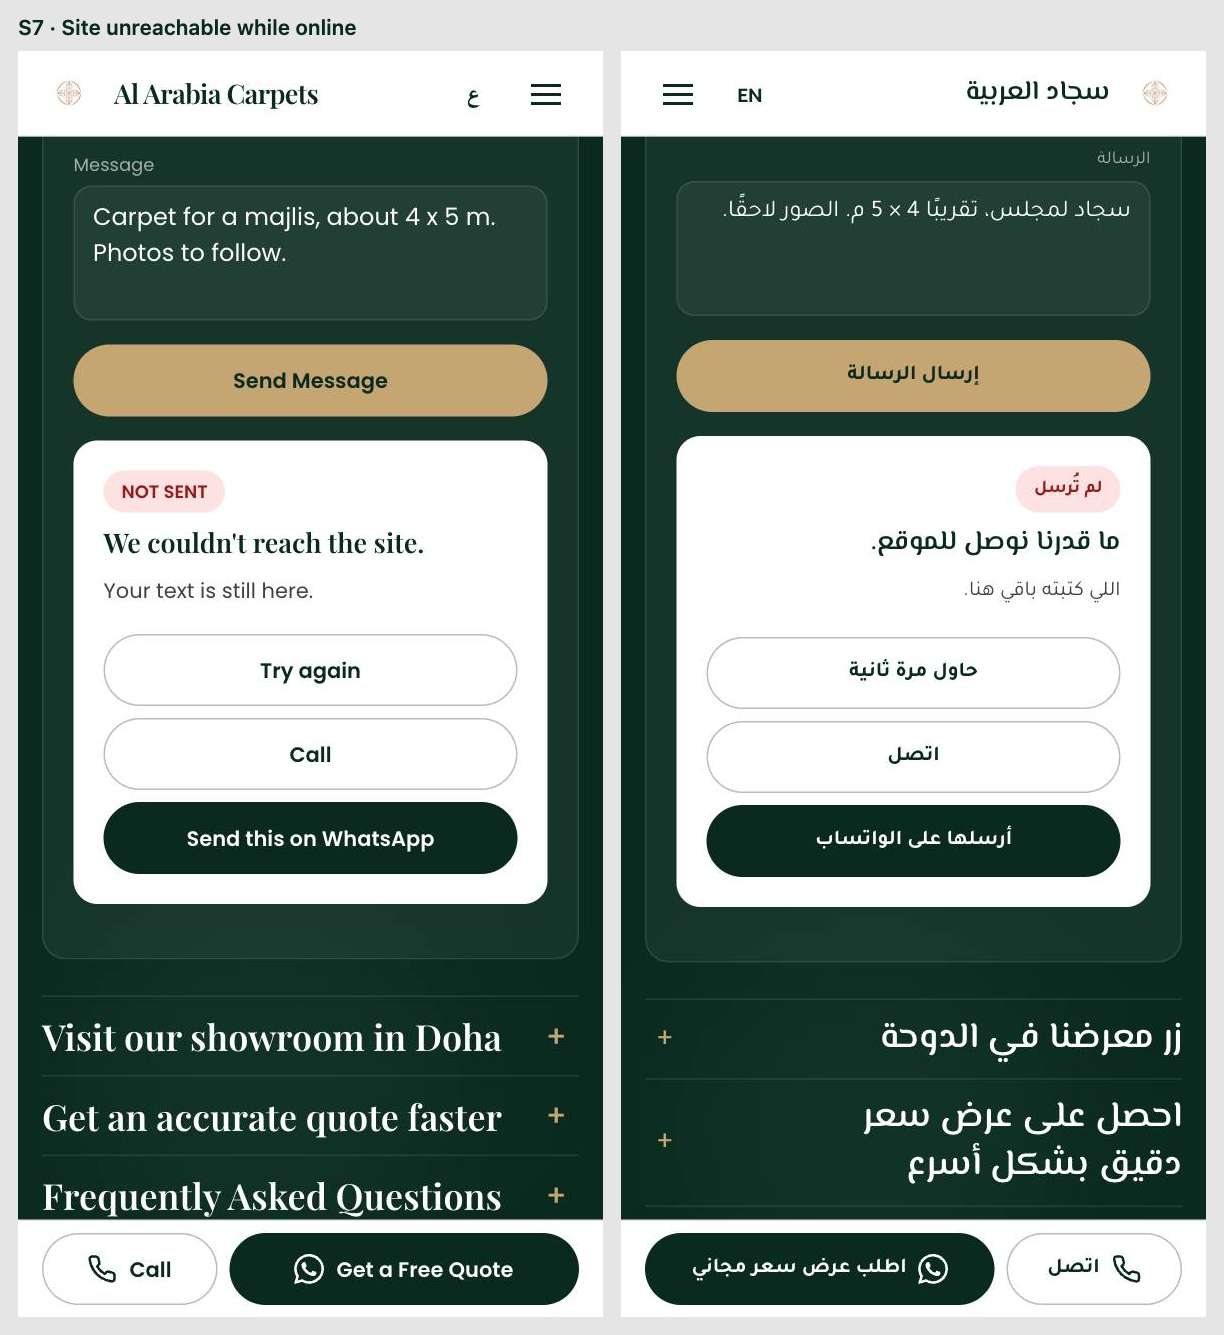 S7 · Site unreachable while online
Al Arabia Carpets
ع
Message
Carpet for a majlis, about 4 x 5 m.
Photos to follow.
Send Message
NOT SENT
We couldn't reach the site.
Your text is still here.
Try again
Call
Send this on WhatsApp
Visit our showroom in Doha
+
Get an accurate quote faster
+
Frequently Asked Questions
+
Call
Get a Free Quote
سجاد العربية
EN
الرسالة
سجاد لمجلس، تقريبًا 4 × 5 م. الصور لاحقًا.
إرسال الرسالة
لم تُرسل
ما قدرنا نوصل للموقع.
اللي كتبته باقي هنا.
حاول مرة ثانية
اتصل
أرسلها على الواتساب
زر معرضنا في الدوحة
+
احصل على عرض سعر
دقيق بشكل أسرع
+
اتصل
اطلب عرض سعر مجاني